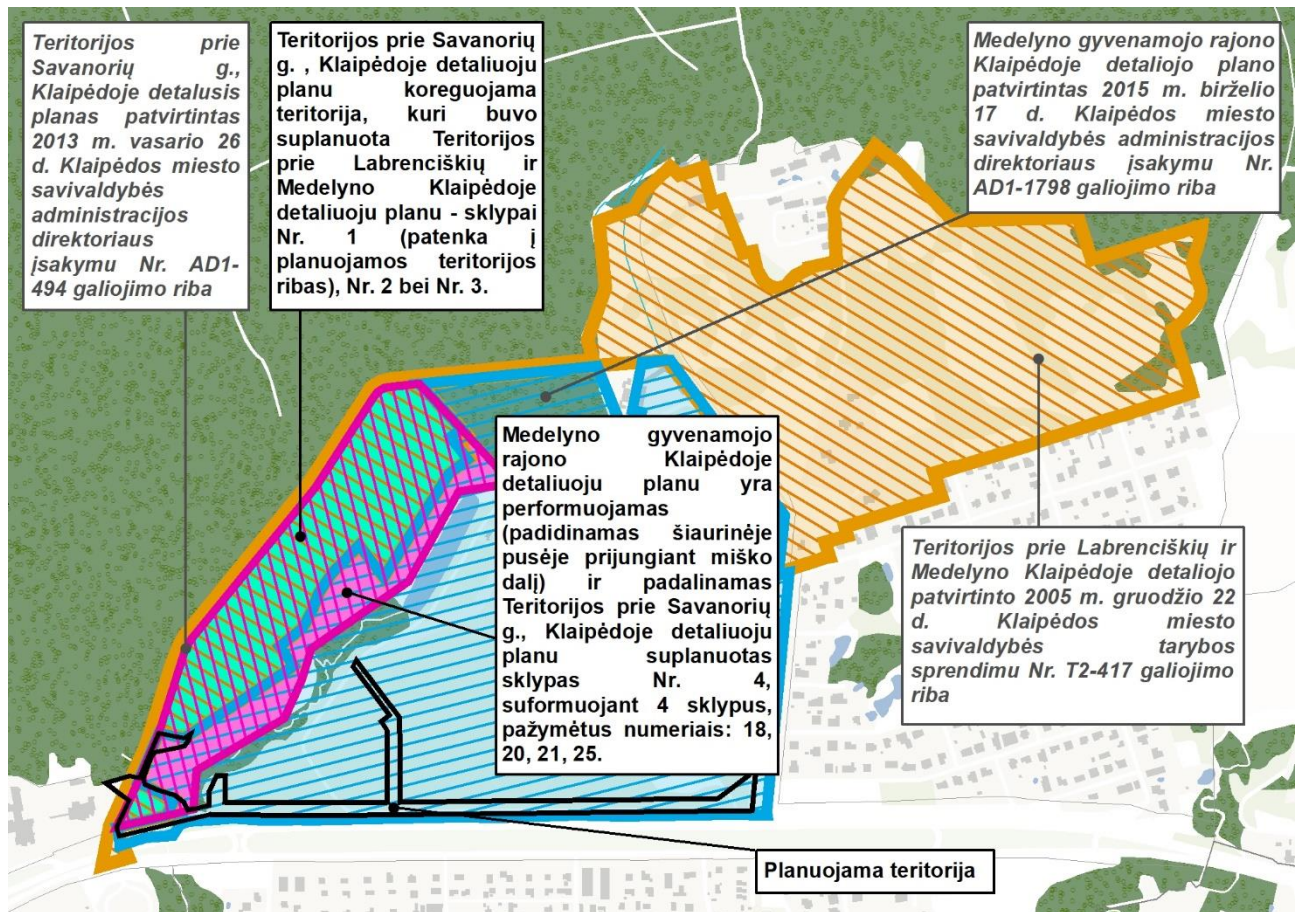 Teritorijos prie
Savanorių g.,
Klaipėdoje detalusis
planas patvirtintas
2013 m. vasario 26
d. Klaipėdos miesto
savivaldybės
administracijos
direktoriaus
įsakymu Nr. AD1-
494 galiojimo riba
Teritorijos prie Savanorių
g. , Klaipėdoje detaliuoju
planu koreguojama
teritorija, kuri buvo
suplanuota Teritorijos
prie Labrenciškių ir
Medelyno Klaipėdoje
detaliuoju planu - sklypai
Nr. 1 (patenka į
planuojamos teritorijos
ribas), Nr. 2 bei Nr. 3.
Medelyno gyvenamojo rajono
Klaipėdoje detaliojo plano
patvirtintas 2015 m. birželio
17 d. Klaipėdos miesto
savivaldybės administracijos
direktoriaus įsakymu Nr.
AD1-1798 galiojimo riba
Medelyno gyvenamojo
rajono Klaipėdoje
detaliuoju planu yra
performuojamas
(padidinamas šiaurinėje
pusėje prijungiant miško
dalį) ir padalinamas
Teritorijos prie Savanorių
g., Klaipėdoje detaliuoju
planu suplanuotas
sklypas Nr. 4,
suformuojant 4 sklypus,
pažymėtus numeriais: 18,
20, 21, 25.
Teritorijos prie Labrenciškių ir
Medelyno Klaipėdoje detaliojo
patvirtinto 2005 m. gruodžio 22
d. Klaipėdos miesto
savivaldybės tarybos
sprendimu Nr. T2-417 galiojimo
riba
Planuojama teritorija